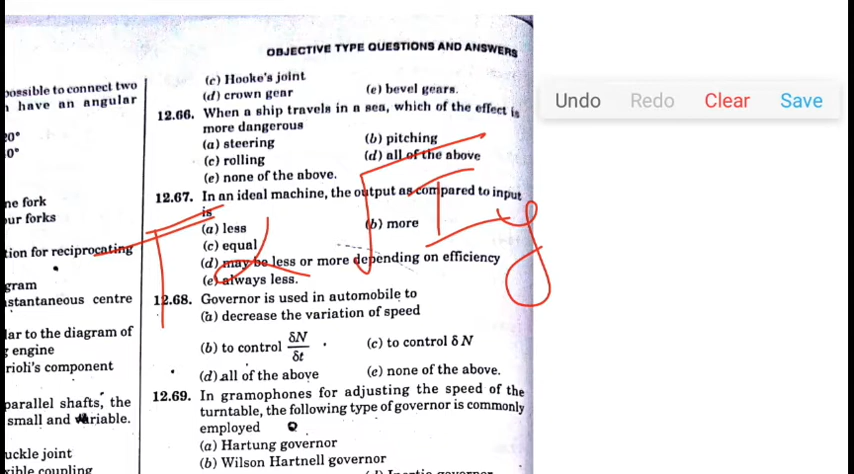 OBJECTIVE TYPE QUESTIONS AND ANSWERS
Undo Redo Clear Save
possible to connect two
have an angular
20°
0°
ne fork
our forks
tion for reciprocating
gram
stantaneous centre
lar to the diagram of
engine
rioli's component
parallel shafts, the
small and variable.
uckle joint
xible coupling
(c) Hooke's joint
(d) crown gear (e) bevel gears.
12.66. When a ship travels in a sea, which of the effect is
more dangerous
(a) steering (b) pitching
(c) rolling (d) all of the above
(e) none of the above.
12.67. In an ideal machine, the output as compared to input
is
(a) less (b) more
(c) equal
(d) may be less or more depending on efficiency
(e) always less.
12.68. Governor is used in automobile to
(a) decrease the variation of speed
(b) to control δN/δt (c) to control δN
(d) all of the above (e) none of the above.
12.69. In gramophones for adjusting the speed of the
turntable, the following type of governor is commonly
employed
(a) Hartung governor
(b) Wilson Hartnell governor